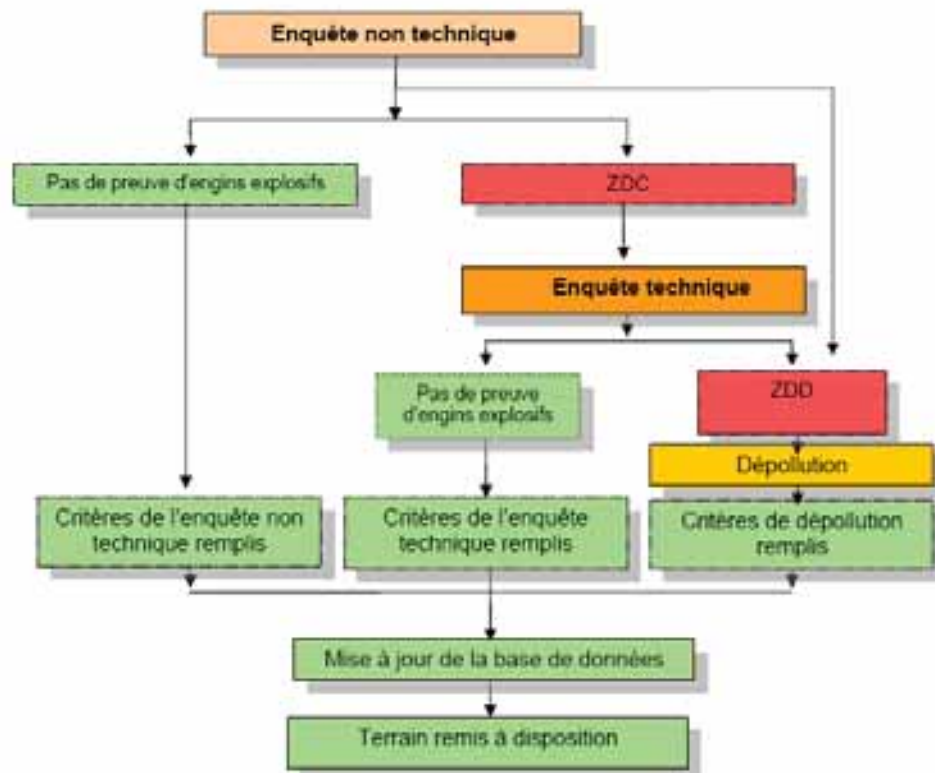 Enquête non technique
Pas de preuve d'engins explosifs
ZDC
Enquête technique
Pas de preuve
d'engins explosifs
ZDD
Dépollution
Critères de l'enquête non
technique remplis
Critères de l'enquête
technique remplis
Critères de dépollution
remplis
Mise à jour de la base de données
Terrain remis à disposition